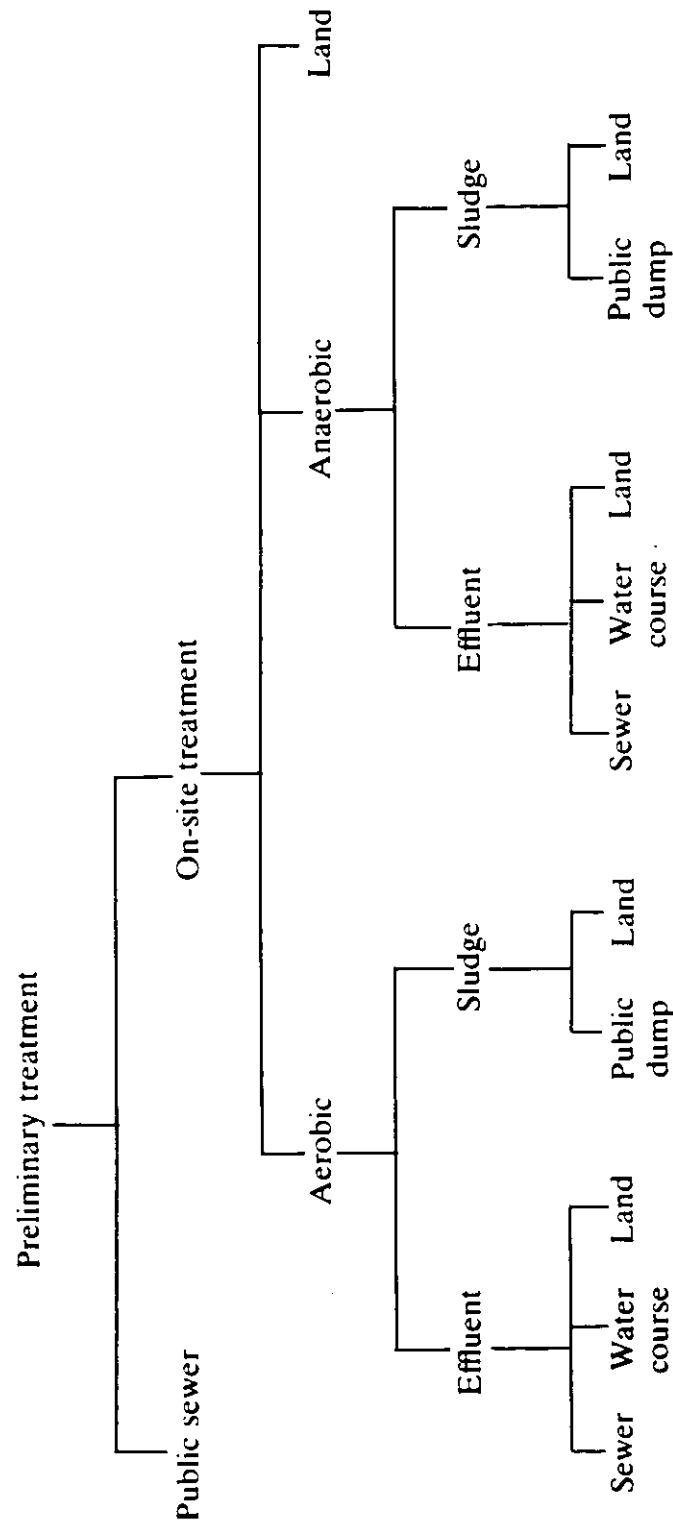 Preliminary treatment
Public sewer
On-site treatment
Aerobic
Anaerobic
Land
Effluent
Sludge
Effluent
Sludge
Sewer
Water
course
Land
Public
dump
Land
Sewer
Water
course
Land
Public
dump
Land